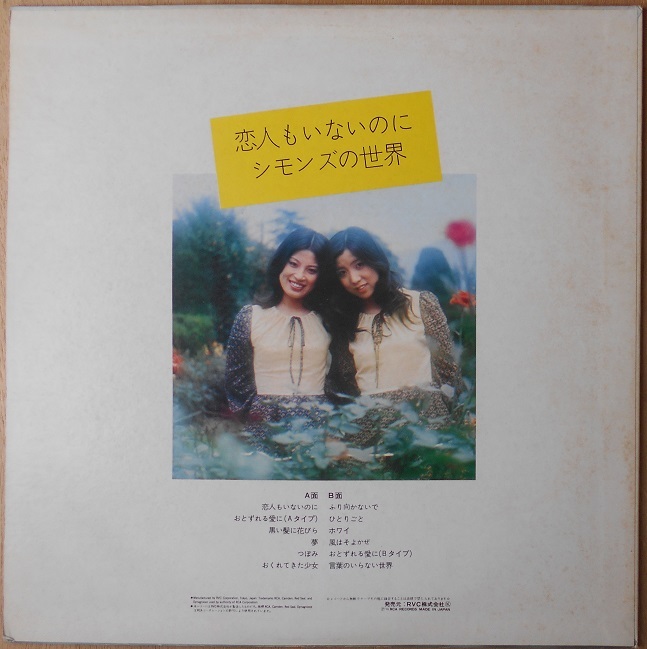 恋人もいないのに
シモンズの世界
A面 B面
恋人もいないのに ふり向かないで
おとずれる愛に(Aタイプ) ひとりごと
黒い髪に花びら ホワイ
夢 風はそよかぜ
つぼみ おとずれる愛に(Bタイプ)
おくれてきた少女 言葉のいらない世界
発売元:RVC株式会社
RCA RECORDS MADE IN JAPAN